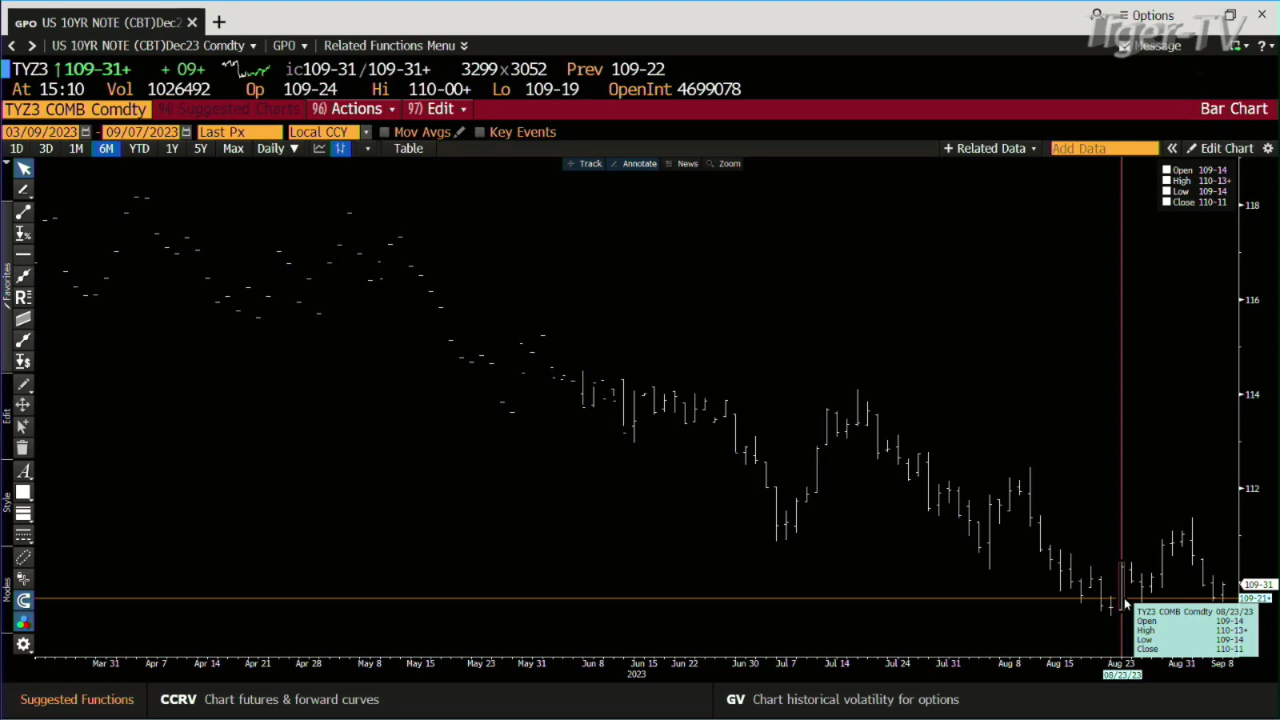 GPO US 10YR NOTE (CBT)Dec2
Options
Tiger-TV
US 10YR NOTE (CBT)Dec23 Comdty GPO Related Functions Menu
Message
TYZ3 ↑109-31+ + 09+ ic109-31/109-31+ 3299x3052 Prev 109-22
At 15:10 Vol 1026492 Op 109-24 Hi 110-00+ Lo 109-19 OpenInt 4699078
TYZ3 COMB Comdty 96) Suggested Charts 96) Actions 97) Edit Bar Chart
03/09/2023 - 09/07/2023 Last Px Local CCY Mov Avgs Key Events
1D 3D 1M 6M YTD 1Y 5Y Max Daily Table + Related Data Add Data Edit Chart
Track Annotate News Zoom
Open 109-14
High 110-13+
Low 109-14
Close 110-11
118
116
114
112
109-31
109-21+
Favorites
Edit
Style
Modes
TYZ3 COMB Comdty 08/23/23
Open 109-14
High 110-13+
Low 109-14
Close 110-11
Mar 31 Apr 7 Apr 14 Apr 21 Apr 28 May 8 May 15 May 23 May 31 Jun 8 Jun 15 Jun 22 Jun 30 Jul 7 Jul 14 Jul 24 Jul 31 Aug 8 Aug 15 Aug 23 Aug 31 Sep 8
2023
08/23/23
Suggested Functions CCRV Chart futures & forward curves GV Chart historical volatility for options